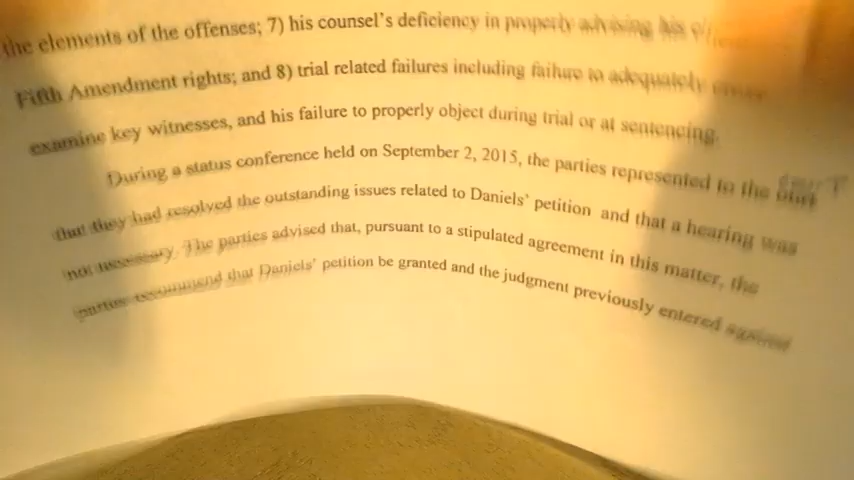 the elements of the offenses; 7) his counsel's deficiency in properly advising his
Fifth Amendment rights; and 8) trial related failures including failure to adequately
examine key witnesses, and his failure to properly object during trial or at sentencing.
During a status conference held on September 2, 2015, the parties represented to the
that they had resolved the outstanding issues related to Daniels' petition and that a hearing was
not necessary. The parties advised that, pursuant to a stipulated agreement in this matter, the
parties recommend that Daniels' petition be granted and the judgment previously entered against